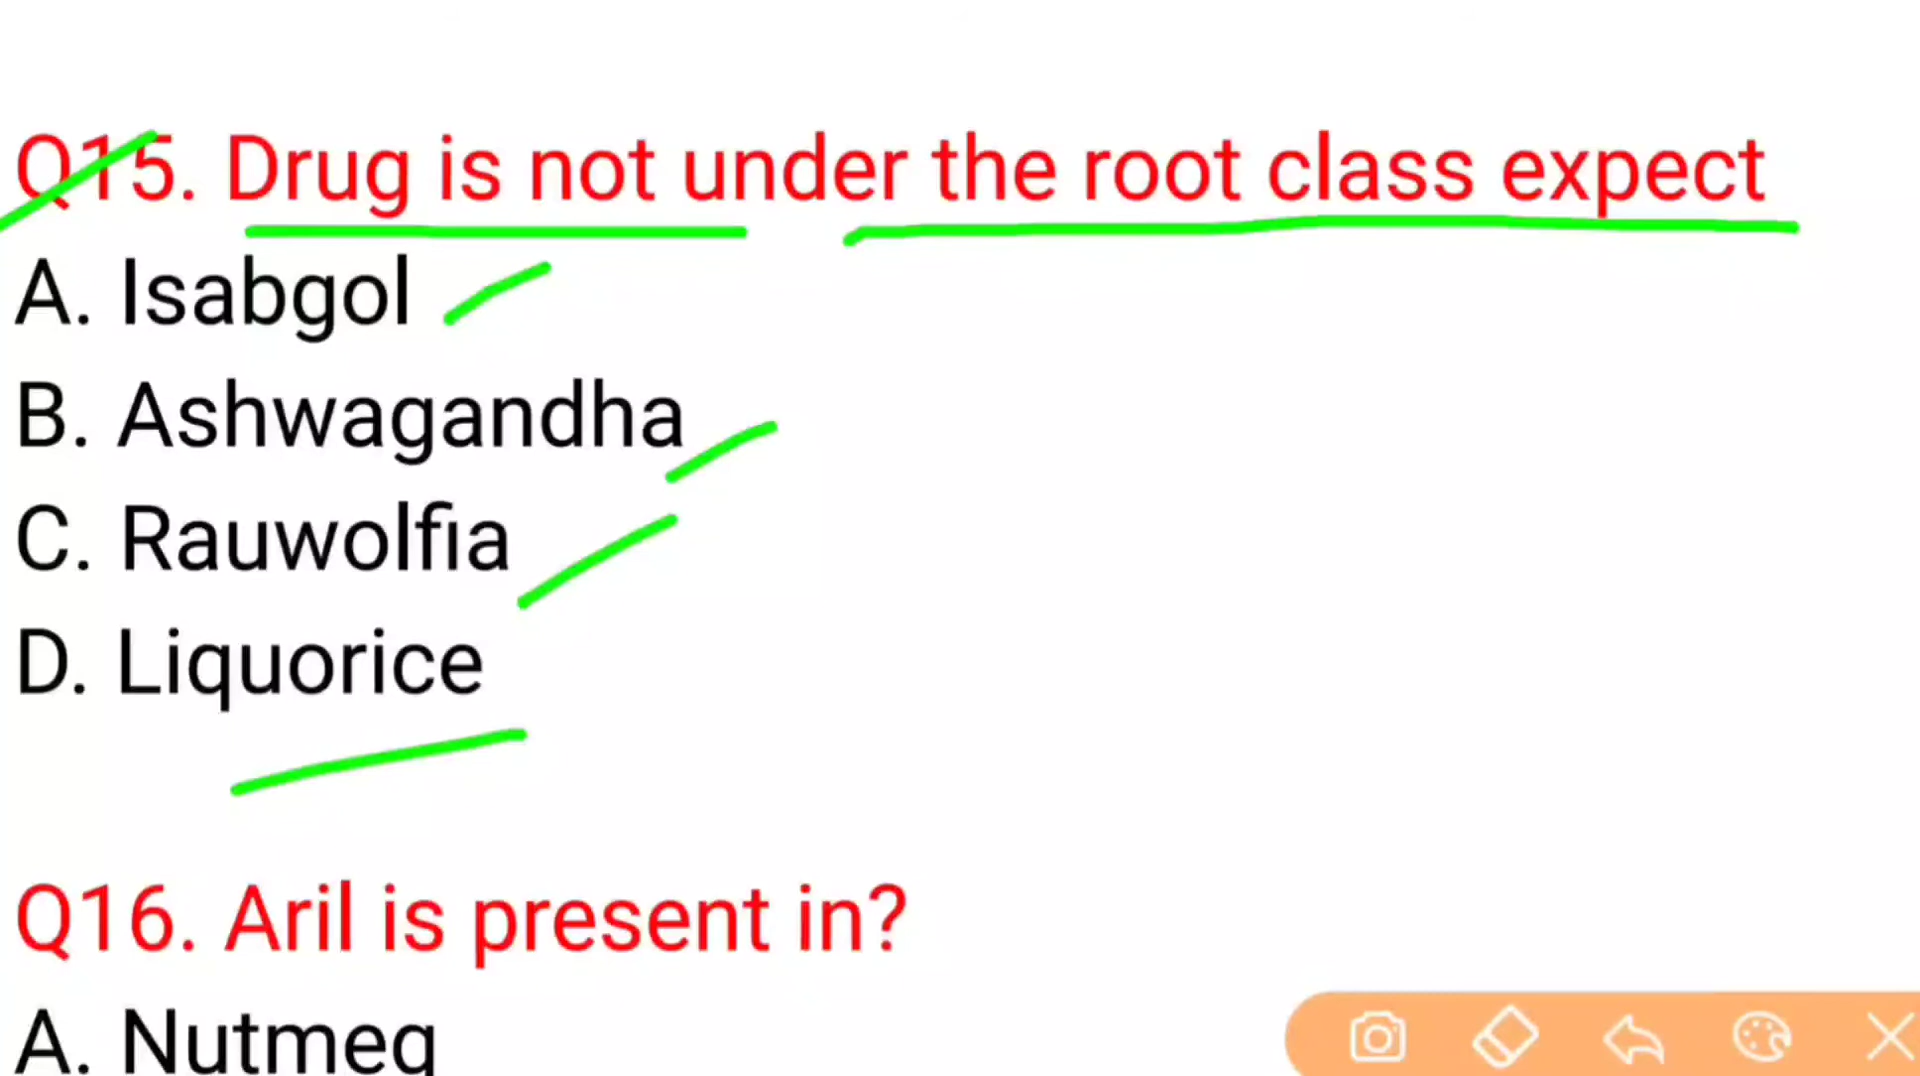 Q15. Drug is not under the root class expect
A. Isabgol
B. Ashwagandha
C. Rauwolfia
D. Liquorice
Q16. Aril is present in?
A. Nutmeg